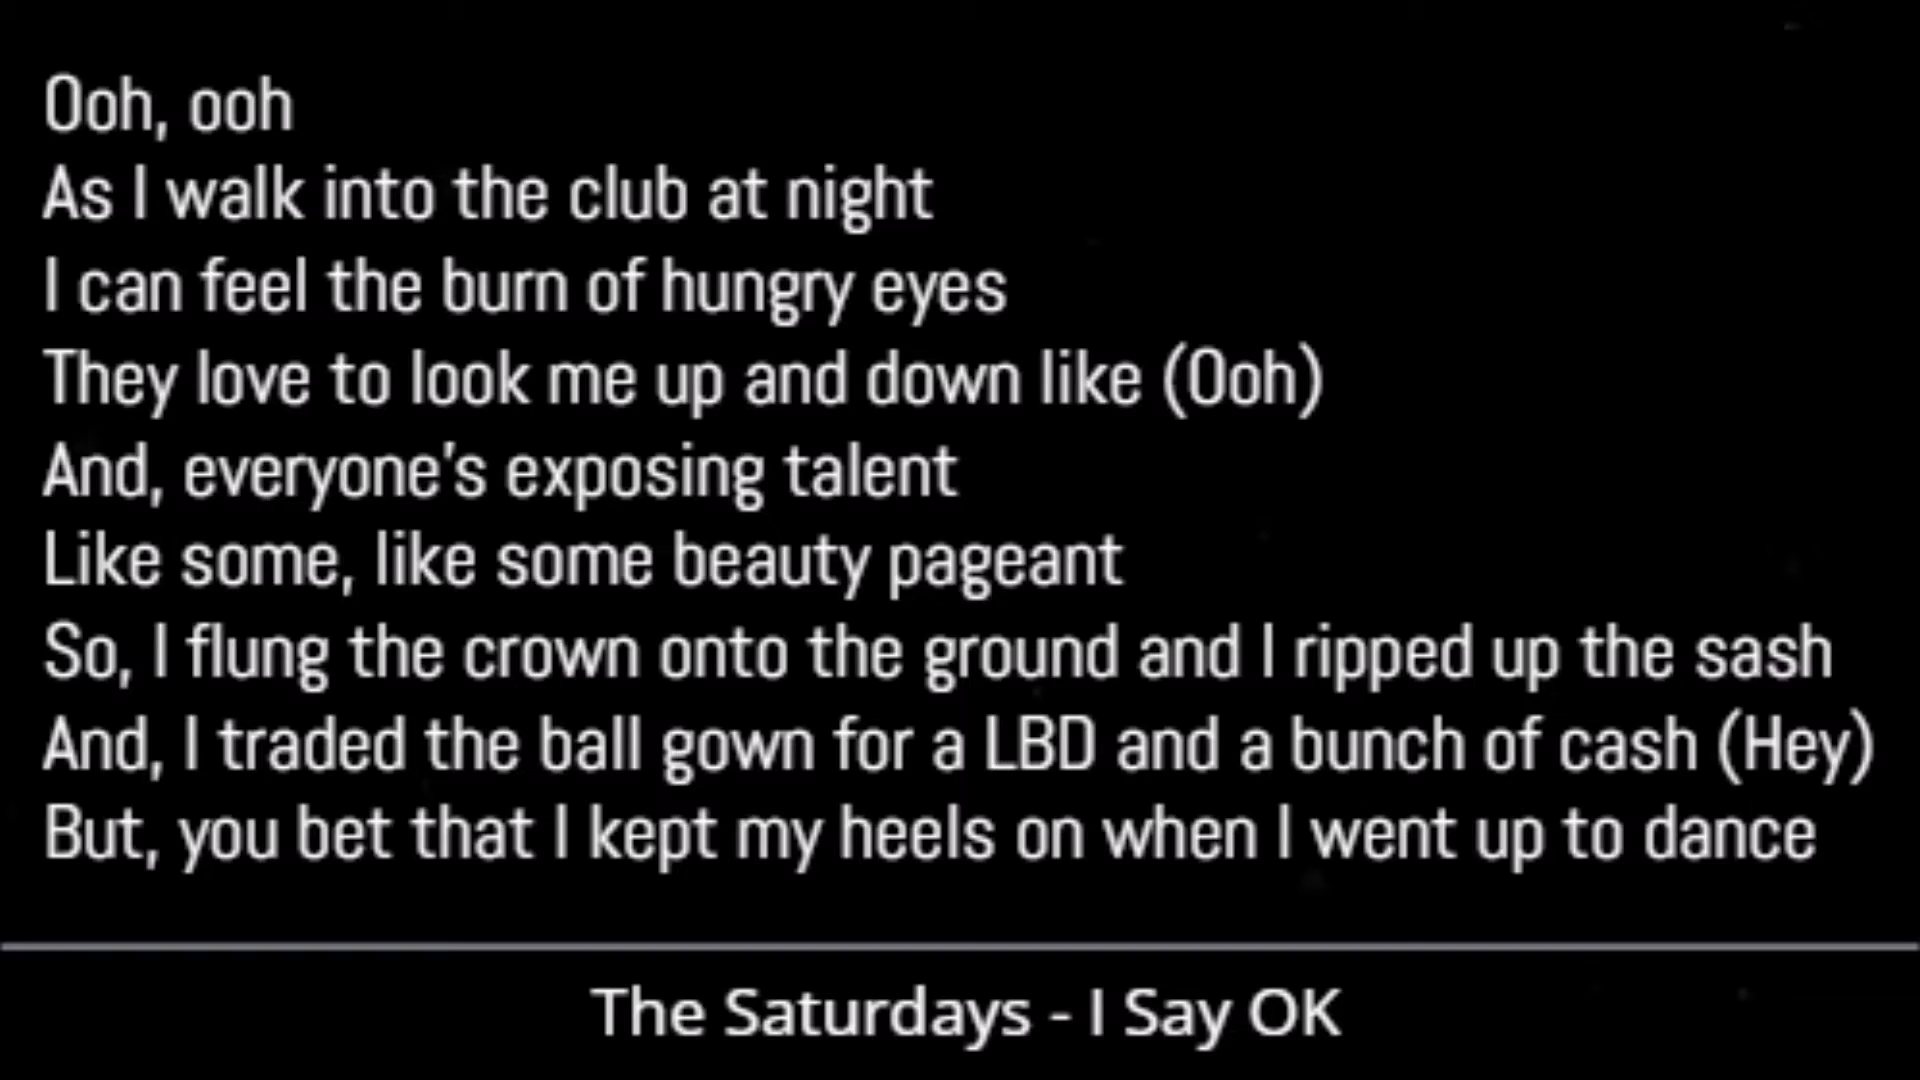 Ooh, ooh
As I walk into the club at night
I can feel the burn of hungry eyes
They love to look me up and down like (Ooh)
And, everyone's exposing talent
Like some, like some beauty pageant
So, I flung the crown onto the ground and I ripped up the sash
And, I traded the ball gown for a LBD and a bunch of cash (Hey)
But, you bet that I kept my heels on when I went up to dance
The Saturdays - I Say OK